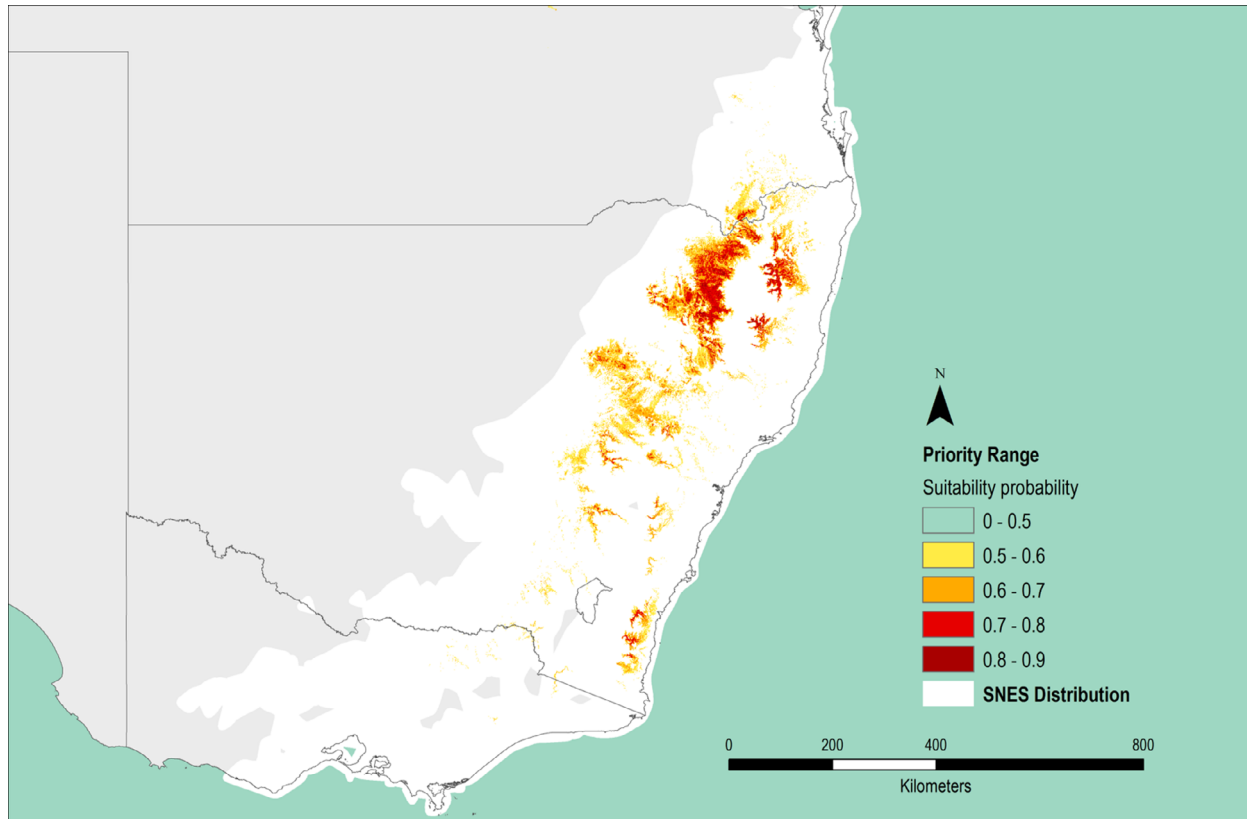 N
Priority Range
Suitability probability
0 - 0.5
0.5 - 0.6
0.6 - 0.7
0.7 - 0.8
0.8 - 0.9
SNES Distribution
0 200 400 800
Kilometers